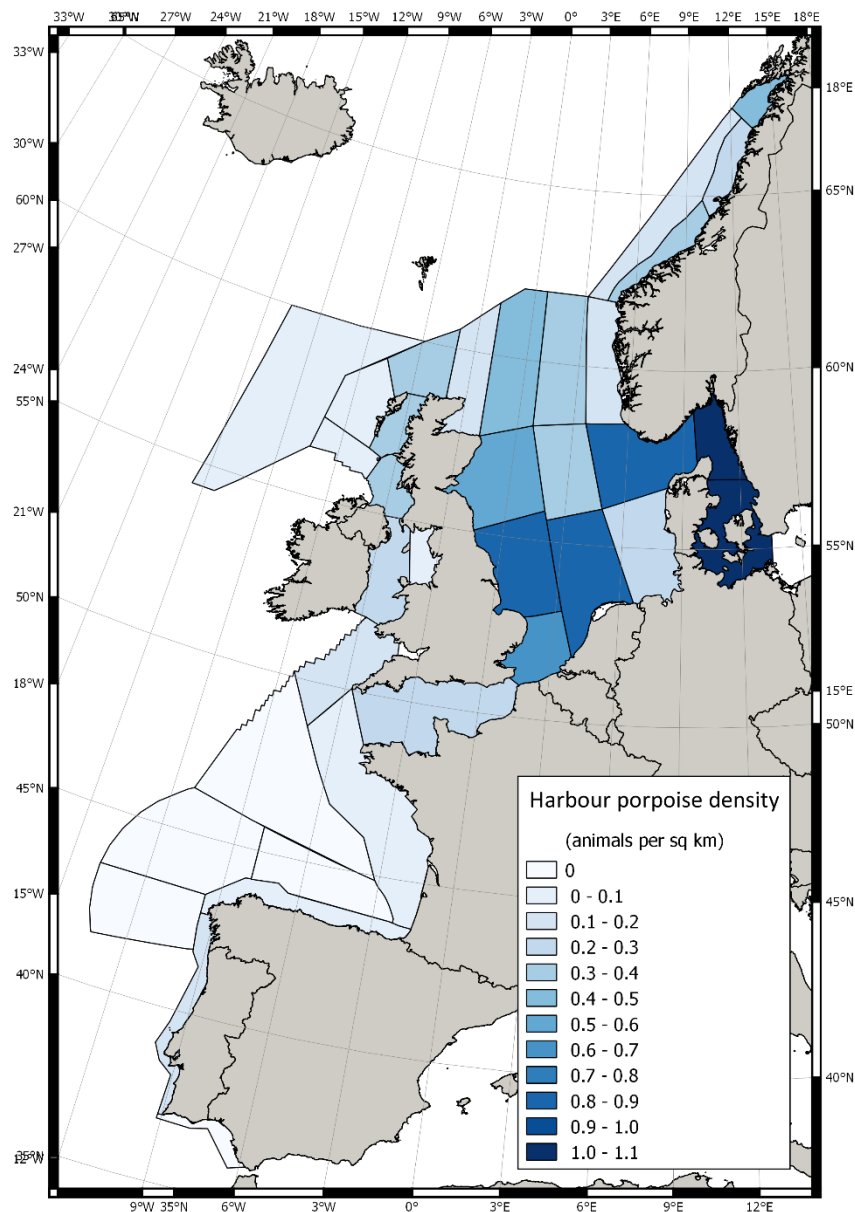 33°W 27°W 24°W 21°W 18°W 15°W 12°W 9°W 6°W 3°W 0° 3°E 6°E 9°E 12°E 15°E 18°E
33°W
18°E
30°W
65°N
60°N
27°W
60°N
24°W
55°N
21°W
55°N
50°N
18°W
15°E
50°N
45°N
15°W
45°N
40°N
40°N
12°W
Harbour porpoise density
(animals per sq km)
0
0 - 0.1
0.1 - 0.2
0.2 - 0.3
0.3 - 0.4
0.4 - 0.5
0.5 - 0.6
0.6 - 0.7
0.7 - 0.8
0.8 - 0.9
0.9 - 1.0
1.0 - 1.1
9°W 35°N 6°W 3°W 0° 3°E 6°E 9°E 12°E